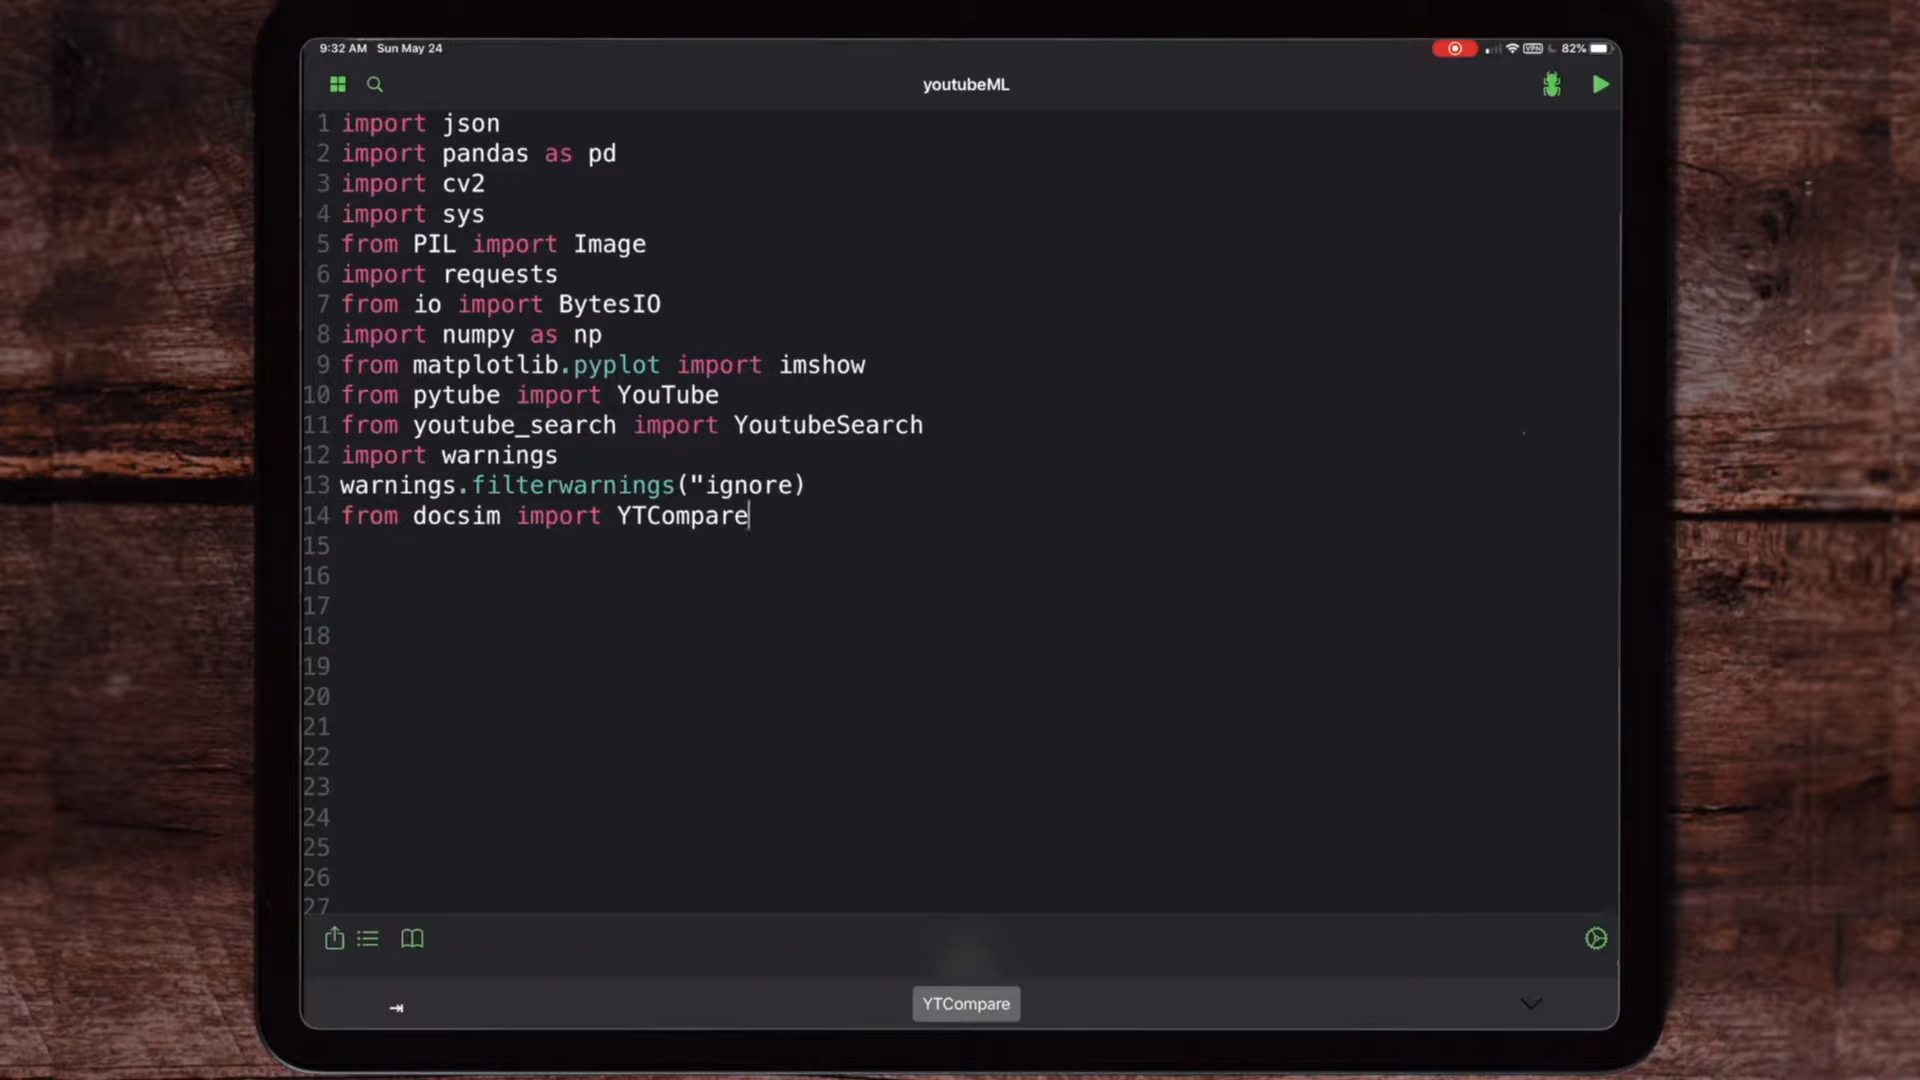 9:32 AM Sun May 24
VPN 82%
youtubeML
1 import json
2 import pandas as pd
3 import cv2
4 import sys
5 from PIL import Image
6 import requests
7 from io import BytesIO
8 import numpy as np
9 from matplotlib.pyplot import imshow
10 from pytube import YouTube
11 from youtube_search import YoutubeSearch
12 import warnings
13 warnings.filterwarnings("ignore)
14 from docsim import YTCompare
15
16
17
18
19
20
21
22
23
24
25
26
27
YTCompare